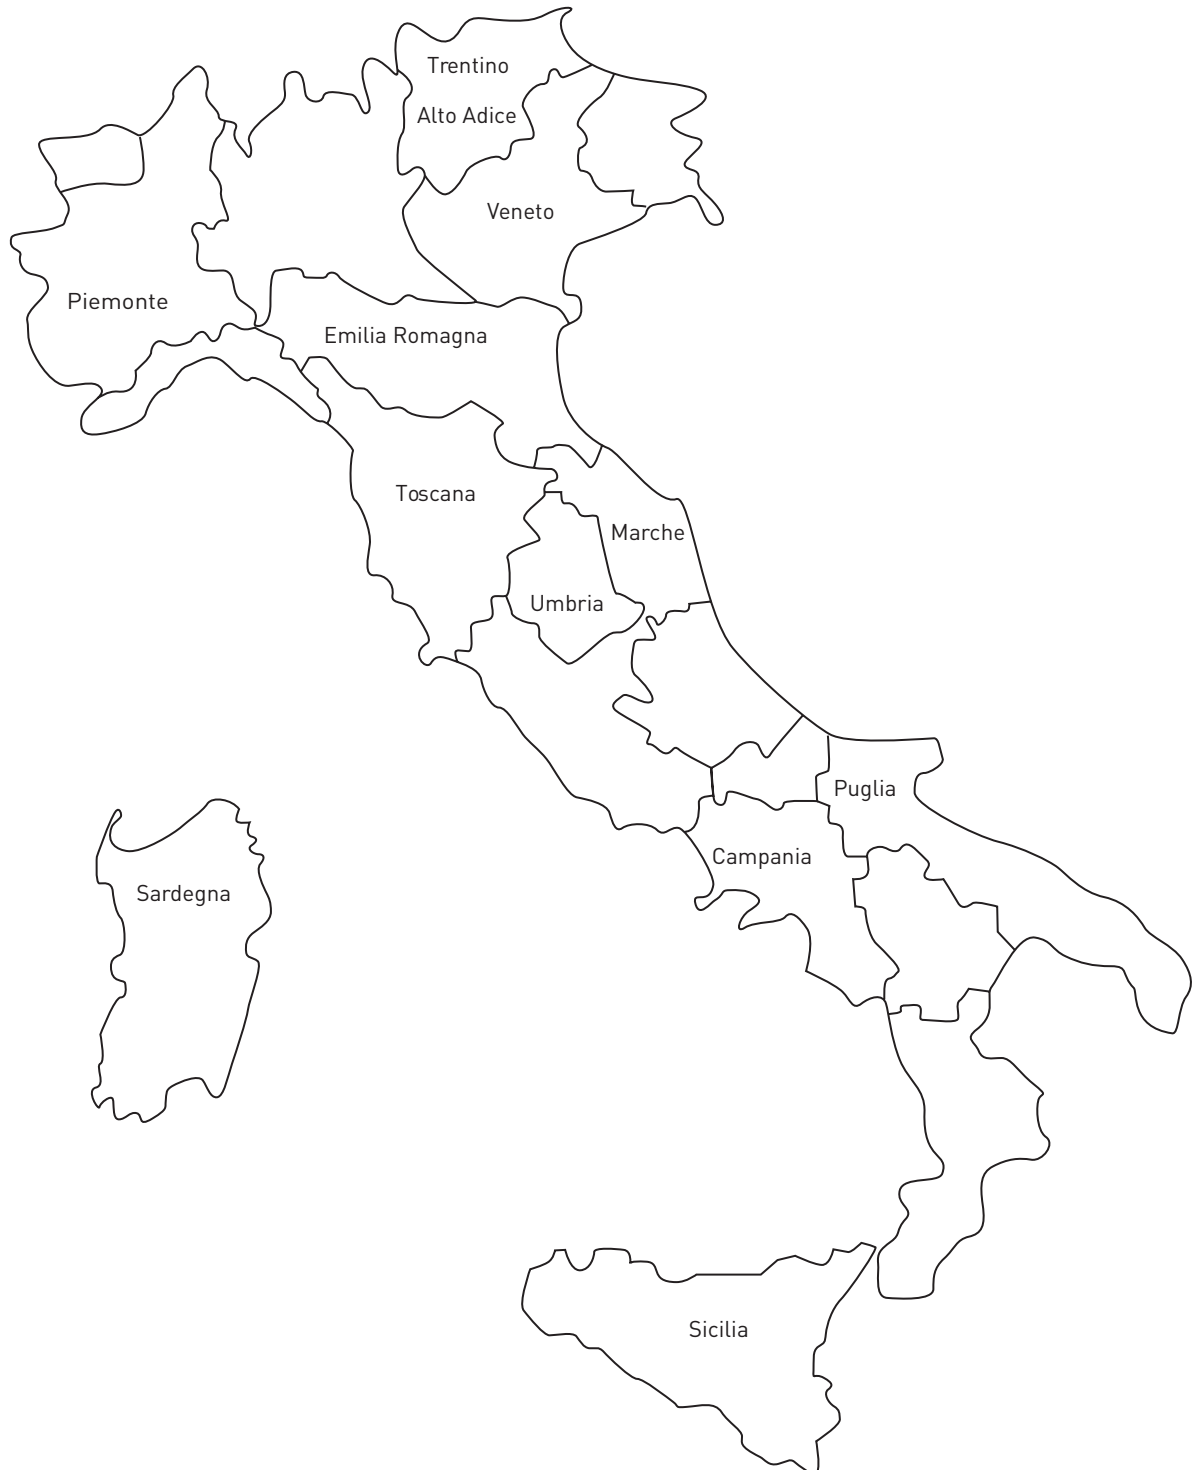 Trentino
Alto Adice
Veneto
Piemonte
Emilia Romagna
Toscana
Marche
Umbria
Puglia
Campania
Sardegna
Sicilia